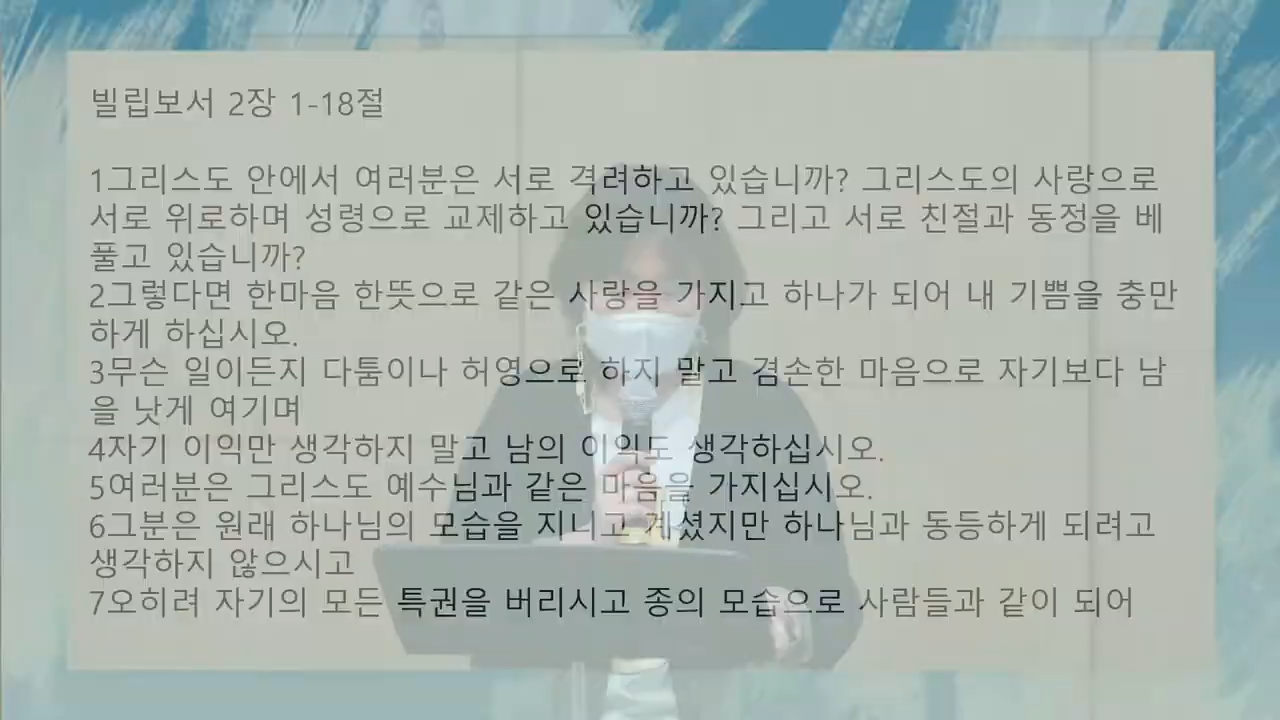 빌립보서 2장 1-18절
1그리스도 안에서 여러분은 서로 격려하고 있습니까? 그리스도의 사랑으로
서로 위로하며 성령으로 교제하고 있습니까? 그리고 서로 친절과 동정을 베
풀고 있습니까?
2그렇다면 한마음 한뜻으로 같은 사랑을 가지고 하나가 되어 내 기쁨을 충만
하게 하십시오.
3무슨 일이든지 다툼이나 허영으로 하지 말고 겸손한 마음으로 자기보다 남
을 낫게 여기며
4자기 이익만 생각하지 말고 남의 이익도 생각하십시오.
5여러분은 그리스도 예수님과 같은 마음을 가지십시오.
6그분은 원래 하나님의 모습을 지니고 계셨지만 하나님과 동등하게 되려고
생각하지 않으시고
7오히려 자기의 모든 특권을 버리시고 종의 모습으로 사람들과 같이 되어